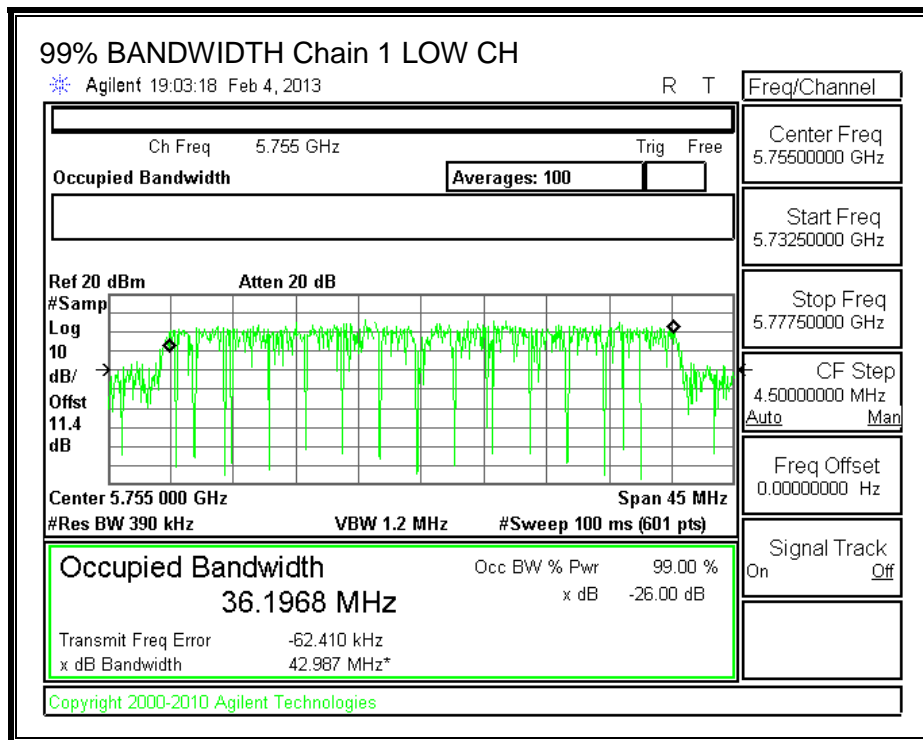 99% BANDWIDTH Chain 1 LOW CH
Agilent 19:03:18 Feb 4, 2013 R T
Freq/Channel
Ch Freq 5.755 GHz Trig Free
Occupied Bandwidth Averages: 100
Center Freq
5.75500000 GHz
Start Freq
5.73250000 GHz
Stop Freq
5.77750000 GHz
CF Step
4.50000000 MHz
Auto Man
Freq Offset
0.00000000 Hz
Signal Track
On Off
Ref 20 dBm Atten 20 dB
#Samp
Log
10
dB/
Offst
11.4
dB
Center 5.755 000 GHz Span 45 MHz
#Res BW 390 kHz VBW 1.2 MHz #Sweep 100 ms (601 pts)
Occupied Bandwidth Occ BW % Pwr 99.00 %
36.1968 MHz x dB -26.00 dB
Transmit Freq Error -62.410 kHz
x dB Bandwidth 42.987 MHz*
Copyright 2000-2010 Agilent Technologies